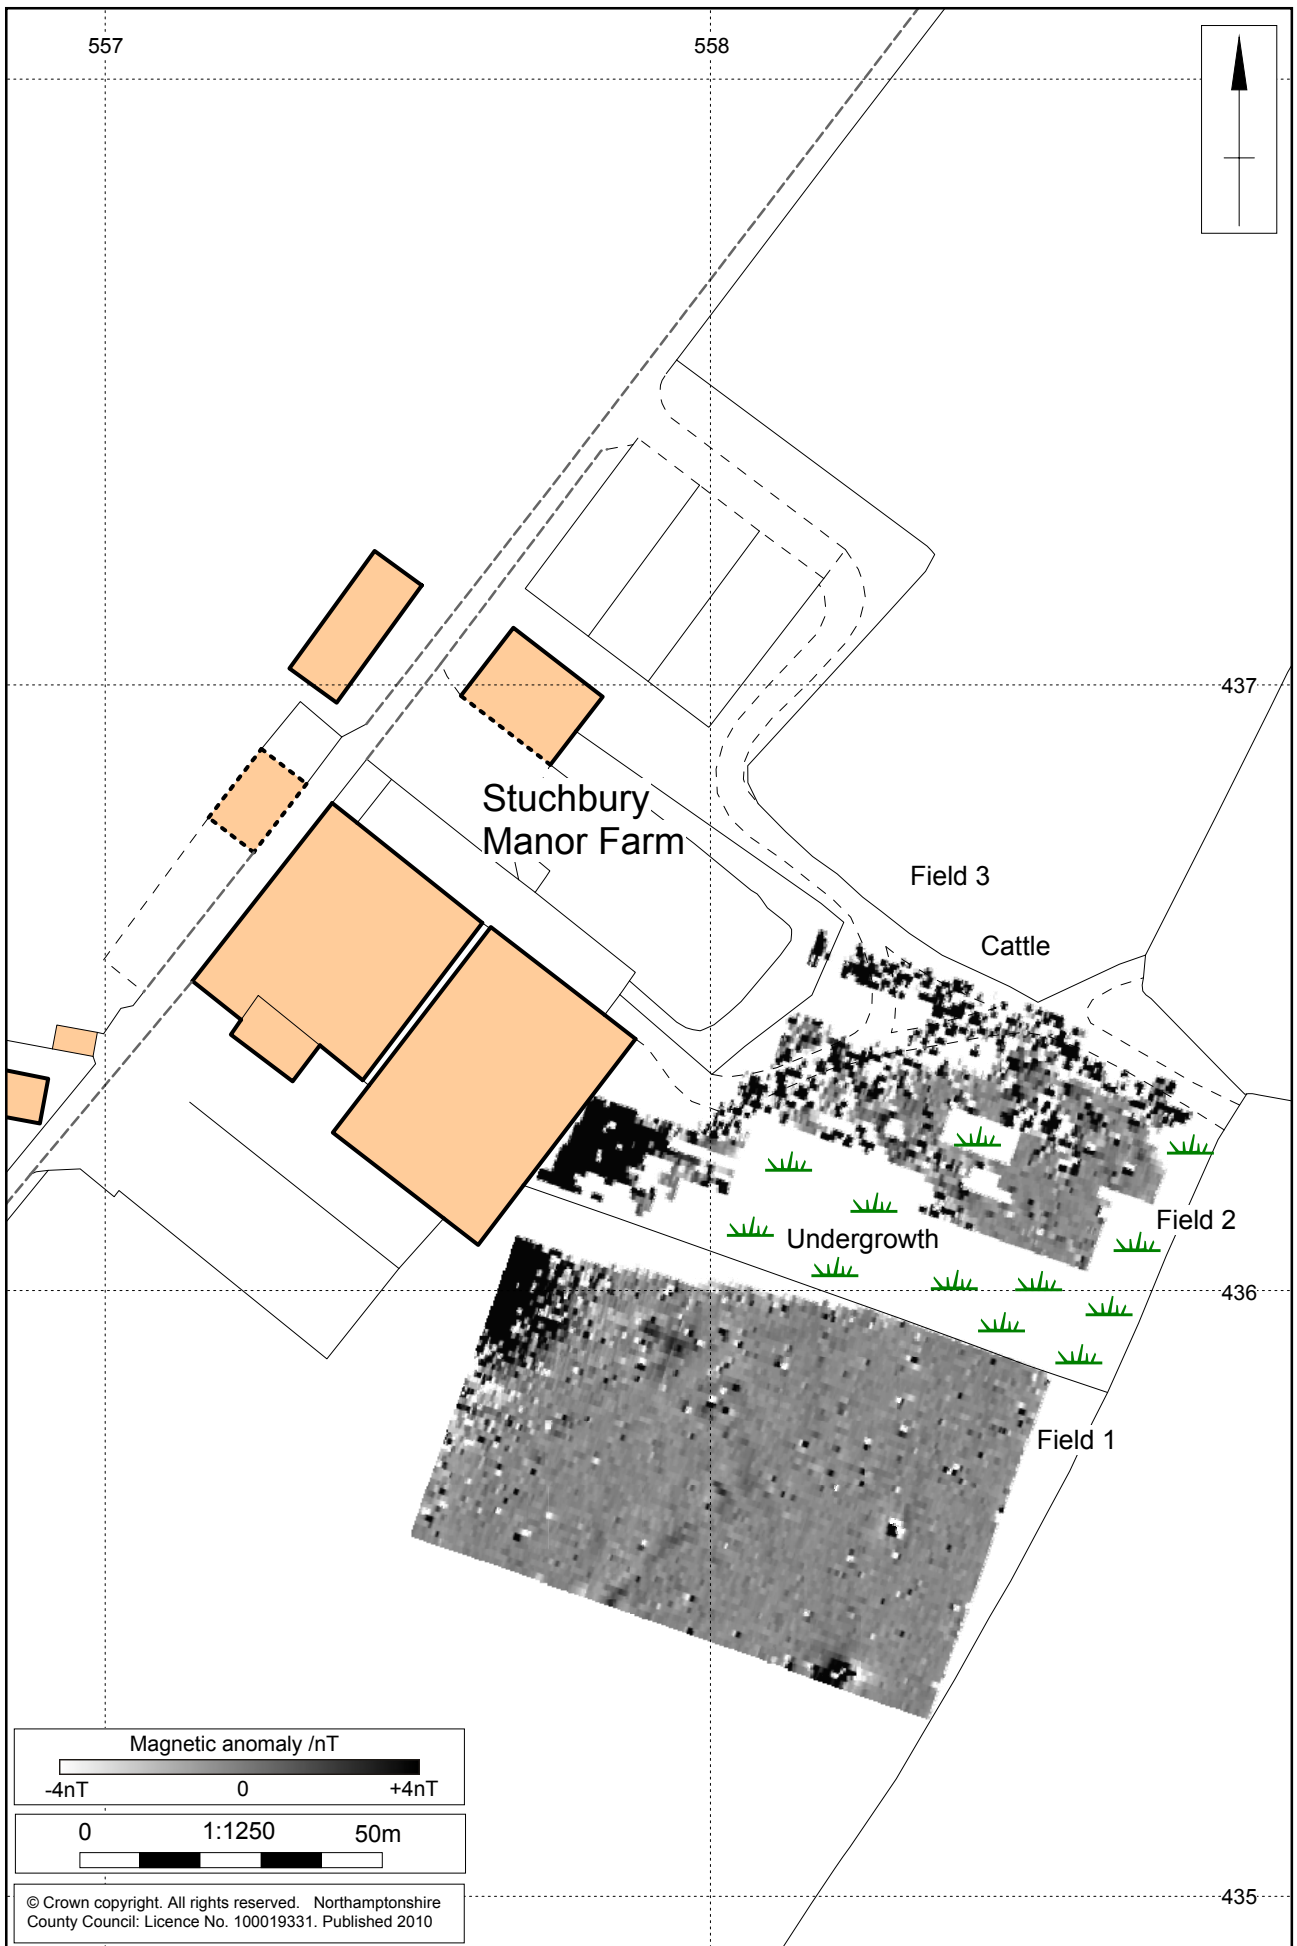 557
558
437
Stuchbury
Manor Farm
Field 3
Cattle
Field 2
Undergrowth
436
Field 1
Magnetic anomaly /nT
-4nT 0 +4nT
0 1:1250 50m
435
© Crown copyright. All rights reserved. Northamptonshire
County Council: Licence No. 100019331. Published 2010